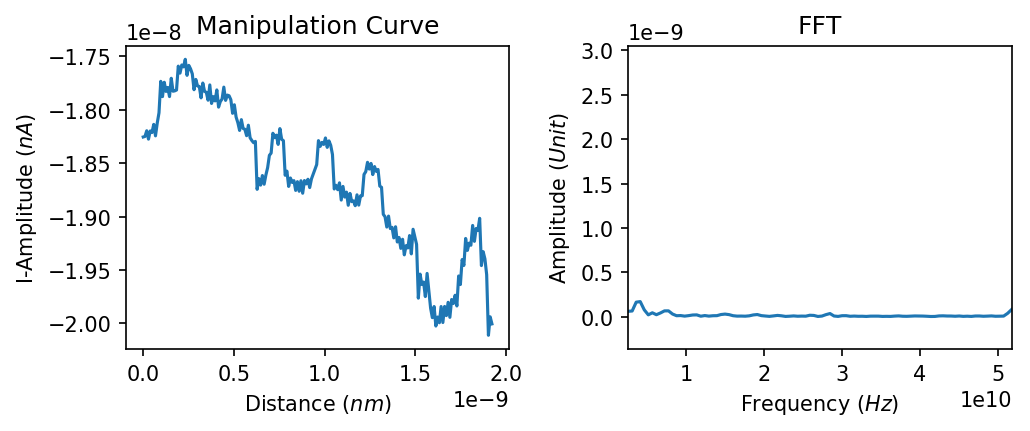 Manipulation Curve
1e−8
−1.75
−1.80
−1.85
−1.90
−1.95
−2.00
I-Amplitude (nA)
0.0 0.5 1.0 1.5 2.0
1e−9
Distance (nm)
FFT
1e−9
3.0
2.5
2.0
1.5
1.0
0.5
0.0
Amplitude (Unit)
1 2 3 4 5
1e10
Frequency (Hz)